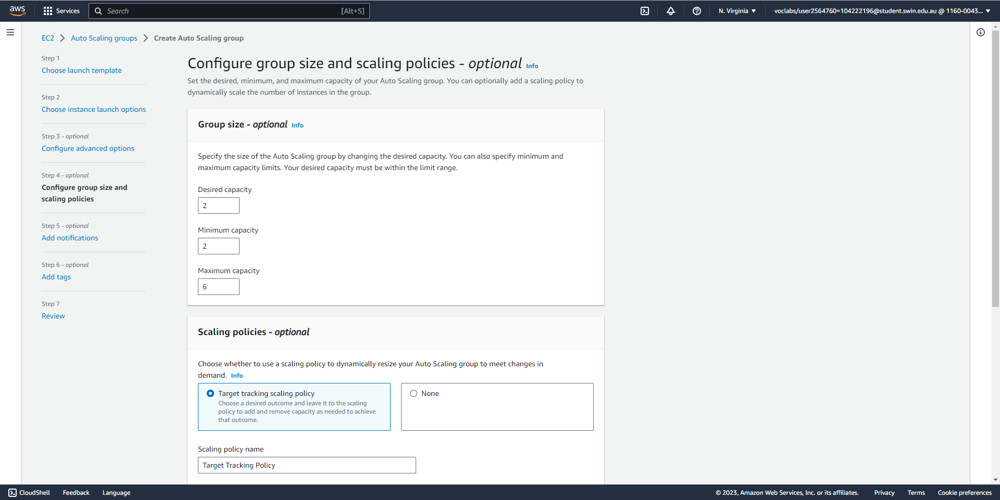 aws
Services
Search
[Alt+S]
N. Virginia
voclabs/user2564760=104222196@student.swin.edu.au @ 1160-0043...
EC2
Auto Scaling groups
Create Auto Scaling group
Step 1
Choose launch template
Step 2
Choose instance launch options
Step 3 - optional
Configure advanced options
Step 4 - optional
Configure group size and
scaling policies
Step 5 - optional
Add notifications
Step 6 - optional
Add tags
Step 7
Review
Configure group size and scaling policies - optional Info
Set the desired, minimum, and maximum capacity of your Auto Scaling group. You can optionally add a scaling policy to
dynamically scale the number of instances in the group.
Group size - optional Info
Specify the size of the Auto Scaling group by changing the desired capacity. You can also specify minimum and
maximum capacity limits. Your desired capacity must be within the limit range.
Desired capacity
2
Minimum capacity
2
Maximum capacity
6
Scaling policies - optional
Choose whether to use a scaling policy to dynamically resize your Auto Scaling group to meet changes in
demand. Info
Target tracking scaling policy
Choose a desired outcome and leave it to the scaling
policy to add and remove capacity as needed to achieve
that outcome.
None
Scaling policy name
Target Tracking Policy
CloudShell
Feedback
Language
© 2023, Amazon Web Services, Inc. or its affiliates.
Privacy
Terms
Cookie preferences